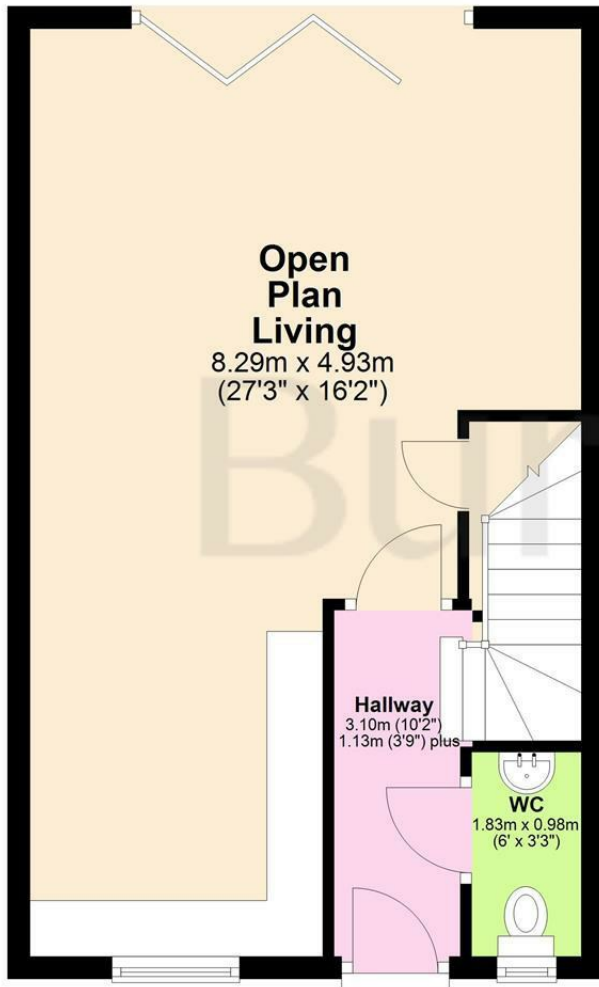 Open
Plan
Living
8.29m x 4.93m
(27'3" x 16'2")
Hallway
3.10m (10'2")
1.13m (3'9") plus
WC
1.83m x 0.98m
(6' x 3'3")